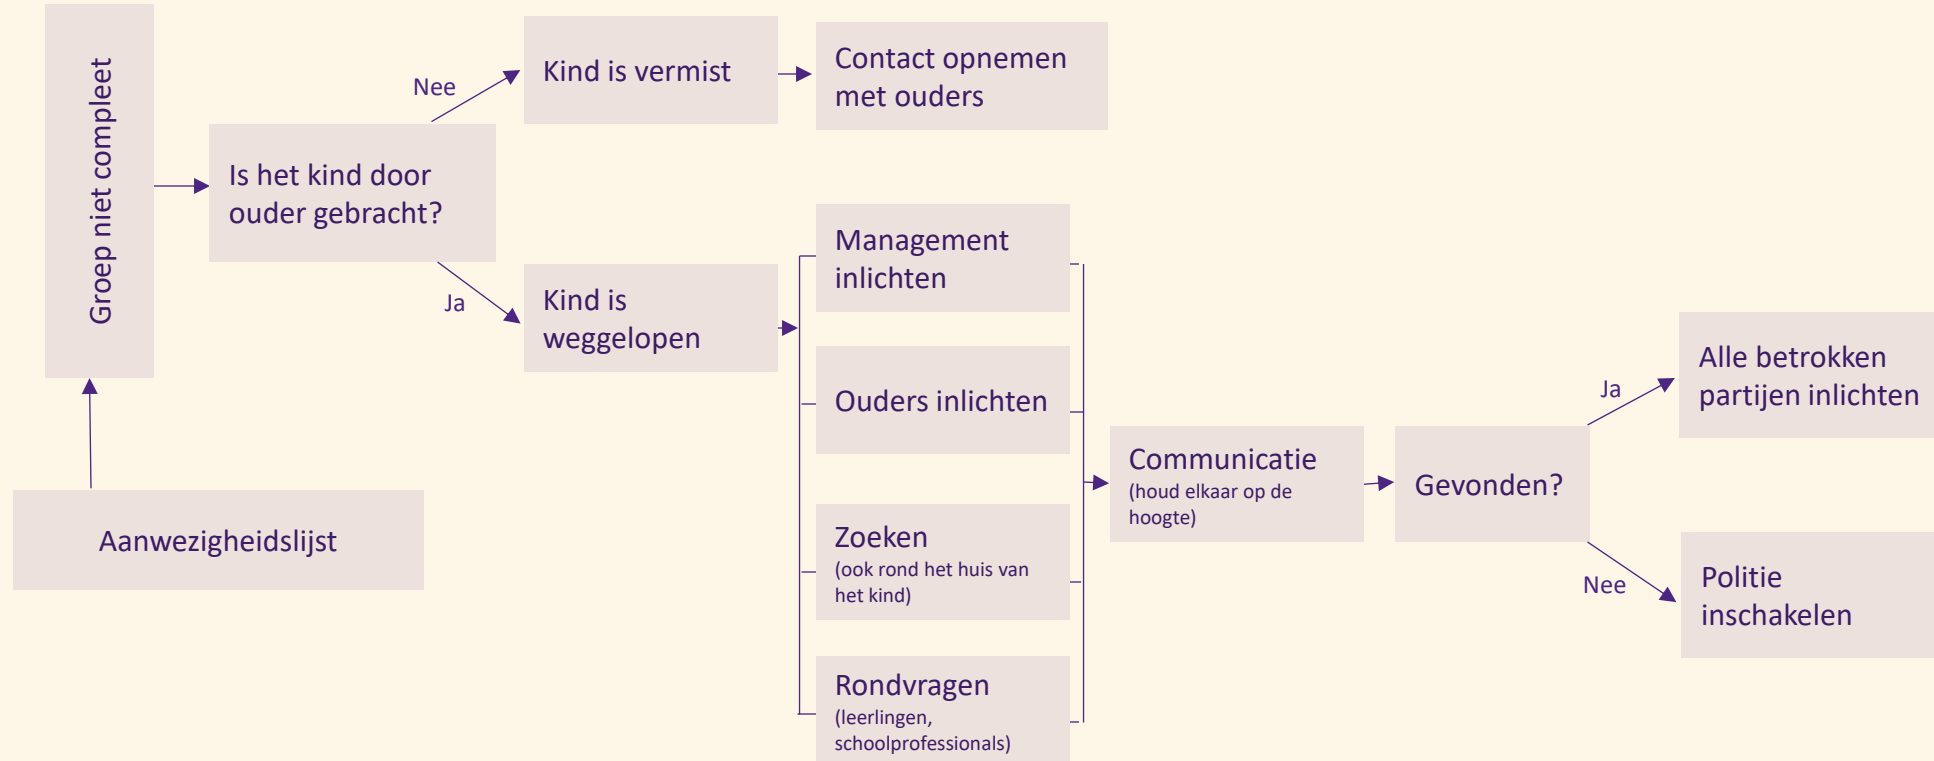 Groep niet compleet
Aanwezigheidslijst
Is het kind door
ouder gebracht?
Nee
Kind is vermist
Contact opnemen
met ouders
Ja
Kind is
weggelopen
Management
inlichten
Ouders inlichten
Zoeken
(ook rond het huis van
het kind)
Rondvragen
(leerlingen,
schoolprofessionals)
Communicatie
(houd elkaar op de
hoogte)
Gevonden?
Ja
Alle betrokken
partijen inlichten
Nee
Politie
inschakelen